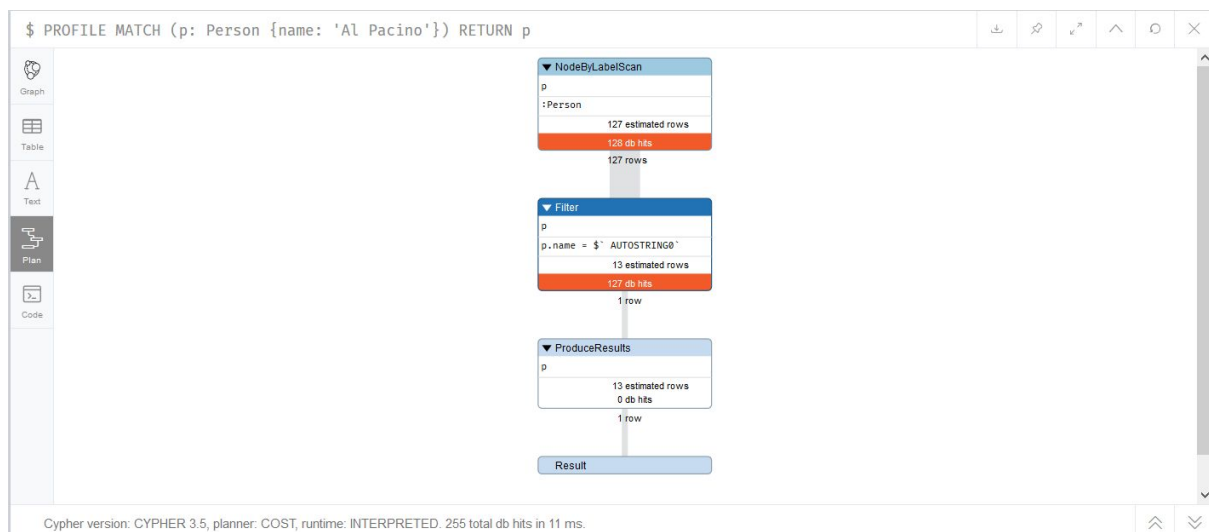 $ PROFILE MATCH (p: Person {name: 'Al Pacino'}) RETURN p
Graph
Table
Text
Plan
Code
NodeByLabelScan
p
:Person
127 estimated rows
128 db hits
127 rows
Filter
p
p.name = $` AUTOSTRING0`
13 estimated rows
127 db hits
1 row
ProduceResults
p
13 estimated rows
0 db hits
1 row
Result
Cypher version: CYPHER 3.5, planner: COST, runtime: INTERPRETED. 255 total db hits in 11 ms.